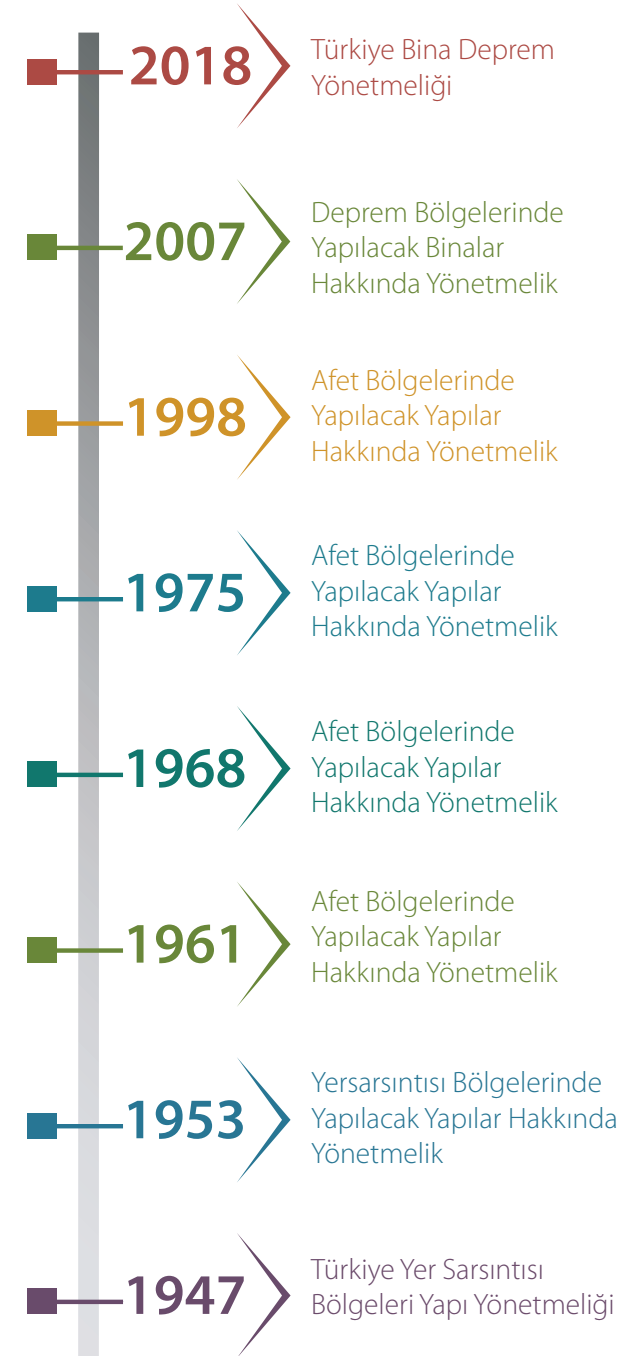 2018
Türkiye Bina Deprem
Yönetmeliği
2007
Deprem Bölgelerinde
Yapılacak Binalar
Hakkında Yönetmelik
1998
Afet Bölgelerinde
Yapılacak Yapılar
Hakkında Yönetmelik
1975
Afet Bölgelerinde
Yapılacak Yapılar
Hakkında Yönetmelik
1968
Afet Bölgelerinde
Yapılacak Yapılar
Hakkında Yönetmelik
1961
Afet Bölgelerinde
Yapılacak Yapılar
Hakkında Yönetmelik
1953
Yersarsıntısı Bölgelerinde
Yapılacak Yapılar Hakkında
Yönetmelik
1947
Türkiye Yer Sarsıntısı
Bölgeleri Yapı Yönetmeliği